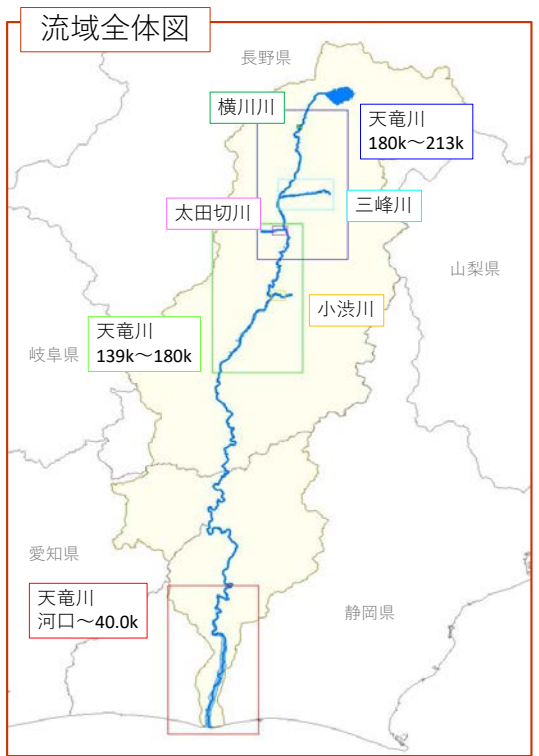 流域全体図
長野県
横川川
天竜川
180k～213k
太田切川
三峰川
山梨県
小渋川
天竜川
139k～180k
岐阜県
愛知県
天竜川
河口～40.0k
静岡県